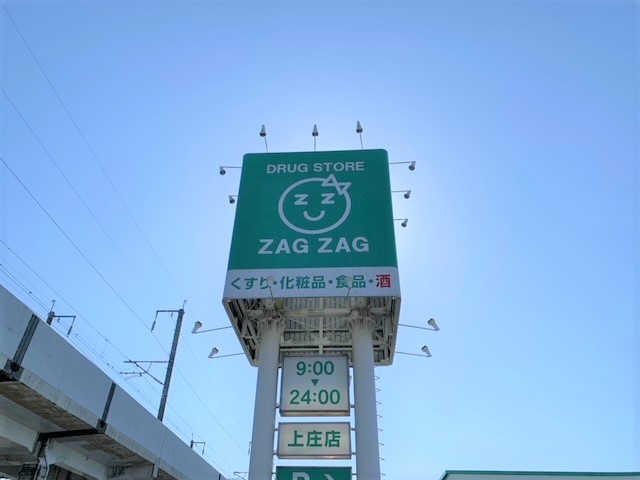 DRUG STORE
ZZ
ZAG ZAG
くすり・化粧品・食品・酒
9:00
▼
24:00
上庄店
P